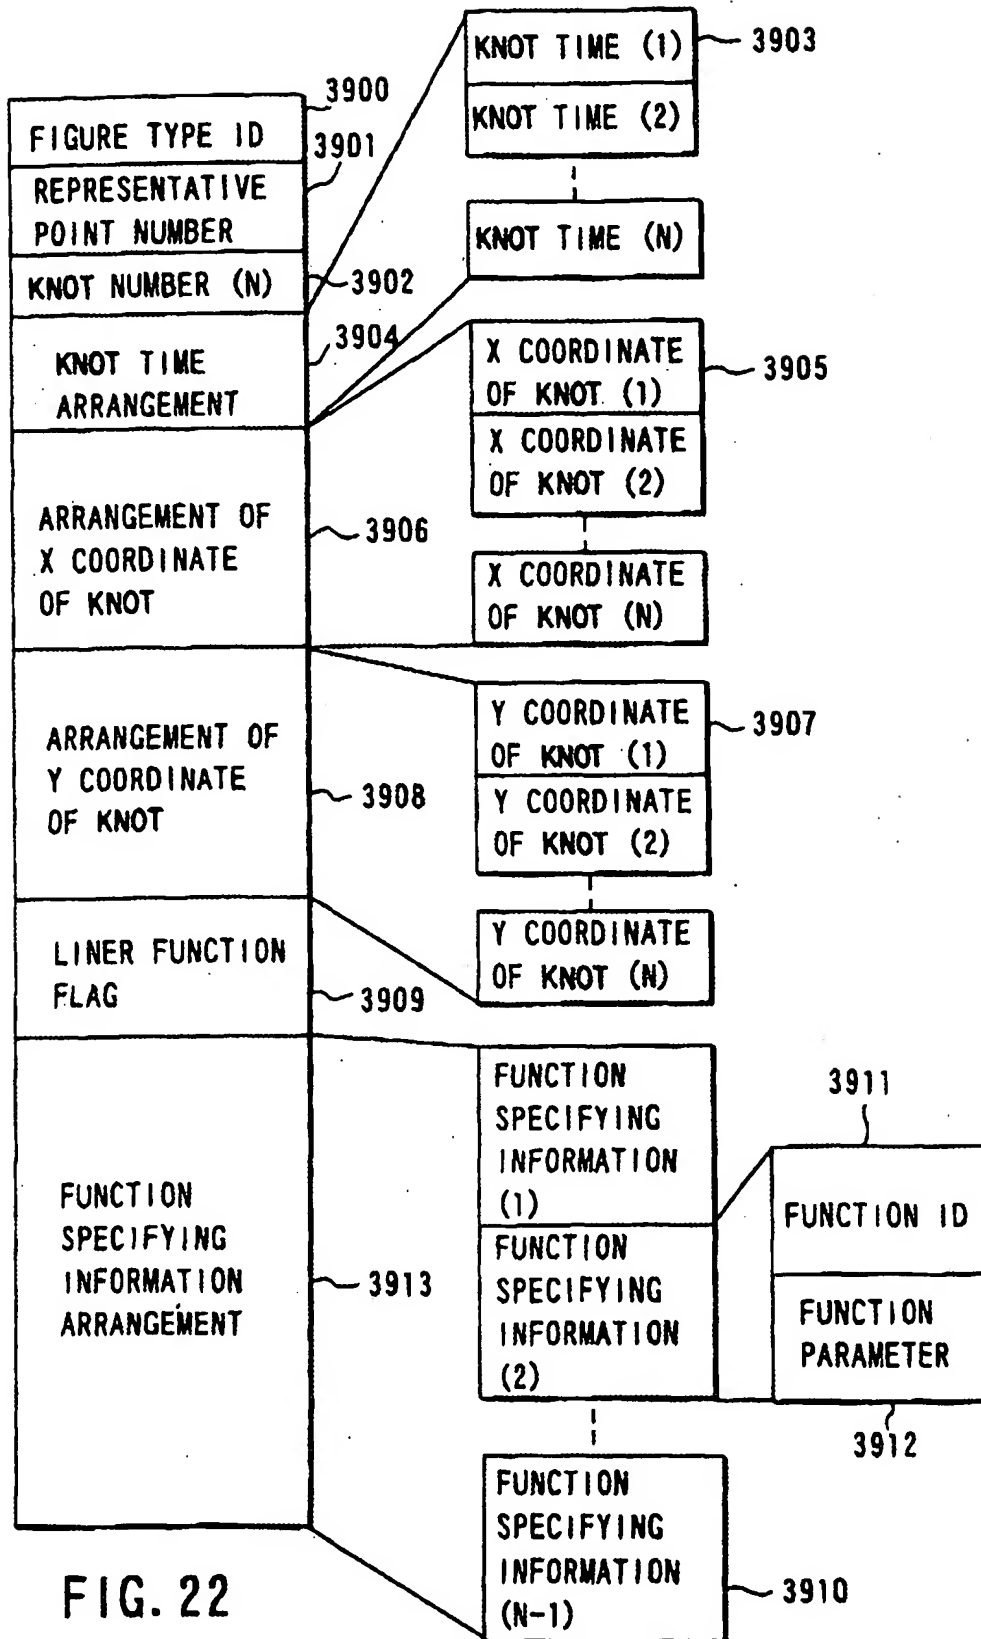 3900
FIGURE TYPE ID
3901
REPRESENTATIVE
POINT NUMBER
KNOT NUMBER (N)
3902
3904
KNOT TIME
ARRANGEMENT
ARRANGEMENT OF
X COORDINATE
OF KNOT
3906
ARRANGEMENT OF
Y COORDINATE
OF KNOT
3908
LINER FUNCTION
FLAG
3909
FUNCTION
SPECIFYING
INFORMATION
ARRANGEMENT
3913
KNOT TIME (1)
3903
KNOT TIME (2)
KNOT TIME (N)
X COORDINATE
OF KNOT (1)
3905
X COORDINATE
OF KNOT (2)
X COORDINATE
OF KNOT (N)
Y COORDINATE
OF KNOT (1)
3907
Y COORDINATE
OF KNOT (2)
Y COORDINATE
OF KNOT (N)
FUNCTION
SPECIFYING
INFORMATION
(1)
FUNCTION
SPECIFYING
INFORMATION
(2)
FUNCTION
SPECIFYING
INFORMATION
(N-1)
3910
3911
FUNCTION ID
FUNCTION
PARAMETER
3912
FIG. 22